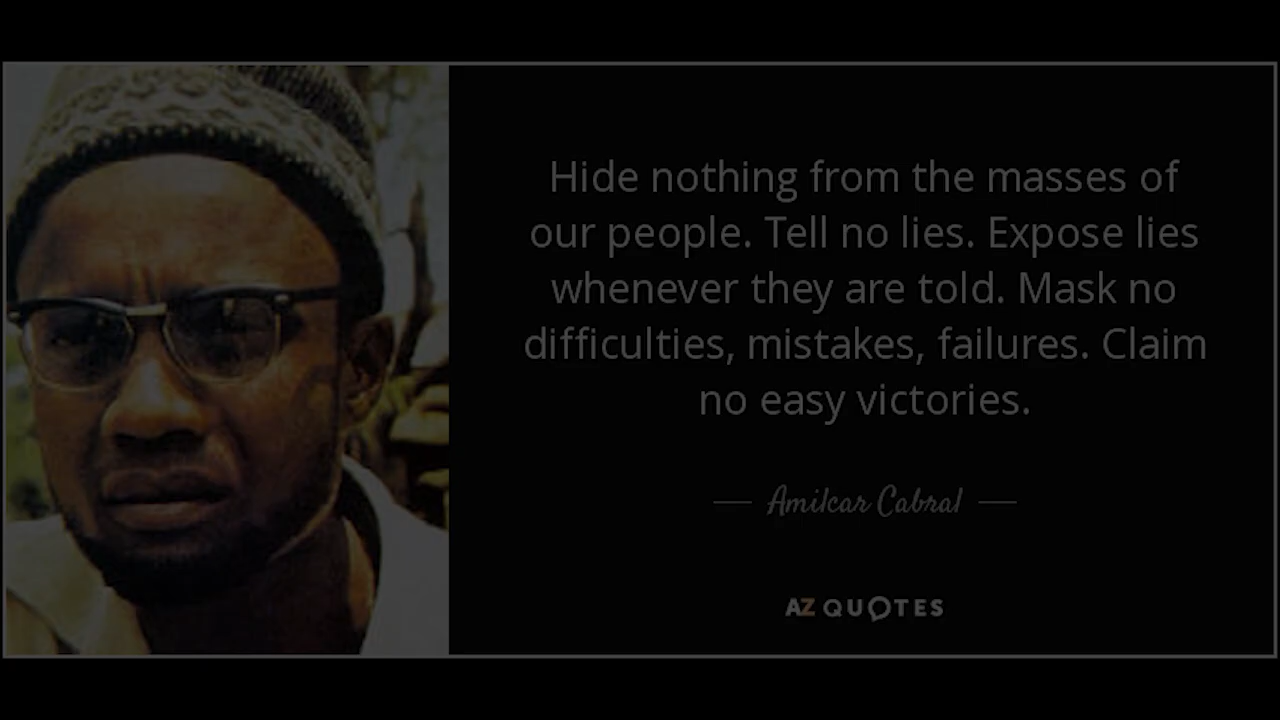 Hide nothing from the masses of
our people. Tell no lies. Expose lies
whenever they are told. Mask no
difficulties, mistakes, failures. Claim
no easy victories.
Amilcar Cabral
AZ QUOTES